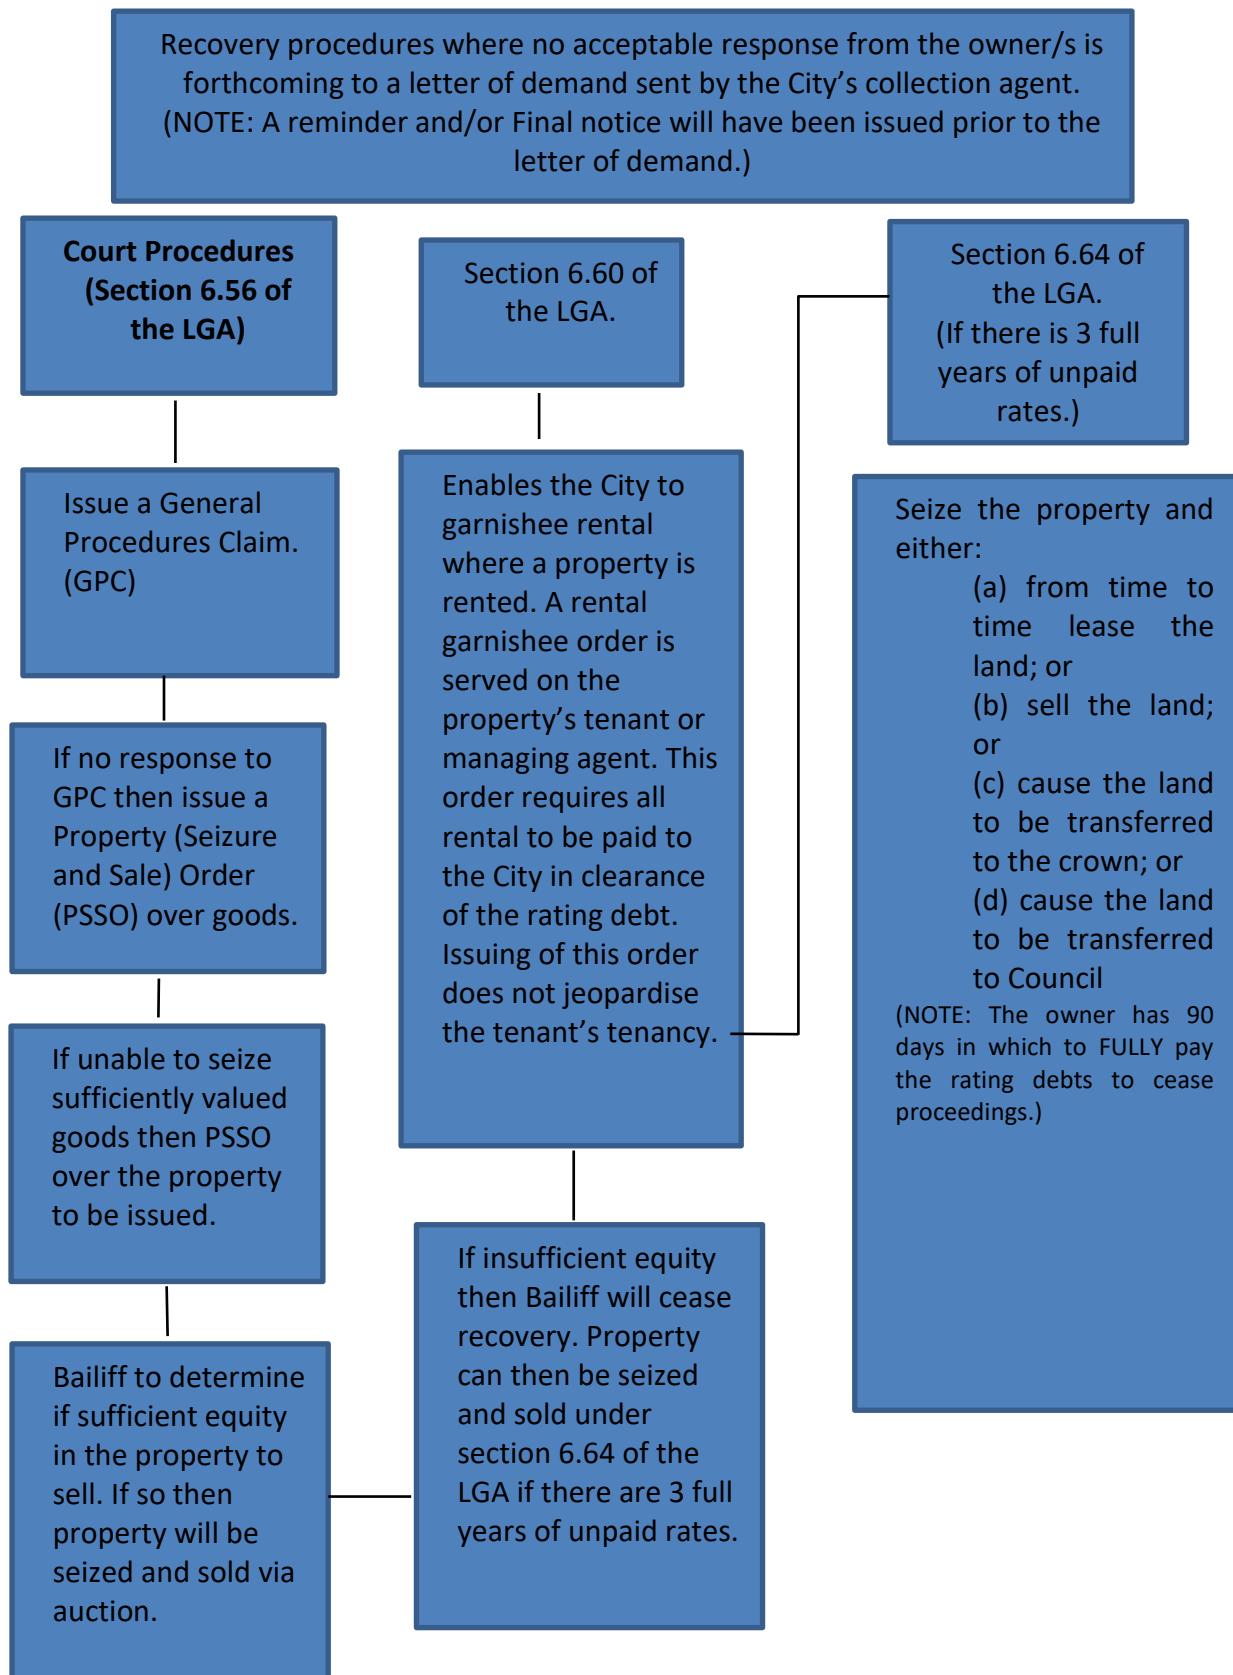 Recovery procedures where no acceptable response from the owner/s is
forthcoming to a letter of demand sent by the City’s collection agent.
(NOTE: A reminder and/or Final notice will have been issued prior to the
letter of demand.)
Court Procedures
(Section 6.56 of
the LGA)
Issue a General
Procedures Claim.
(GPC)
If no response to
GPC then issue a
Property (Seizure
and Sale) Order
(PSSO) over goods.
If unable to seize
sufficiently valued
goods then PSSO
over the property
to be issued.
Bailiff to determine
if sufficient equity
in the property to
sell. If so then
property will be
seized and sold via
auction.
Section 6.60 of
the LGA.
Enables the City to
garnishee rental
where a property is
rented. A rental
garnishee order is
served on the
property’s tenant or
managing agent. This
order requires all
rental to be paid to
the City in clearance
of the rating debt.
Issuing of this order
does not jeopardise
the tenant’s tenancy.
If insufficient equity
then Bailiff will cease
recovery. Property
can then be seized
and sold under
section 6.64 of the
LGA if there are 3 full
years of unpaid rates.
Section 6.64 of
the LGA.
(If there is 3 full
years of unpaid
rates.)
Seize the property and
either:
(a) from time to
time lease the
land; or
(b) sell the land;
or
(c) cause the land
to be transferred
to the crown; or
(d) cause the land
to be transferred
to Council
(NOTE: The owner has 90
days in which to FULLY pay
the rating debts to cease
proceedings.)